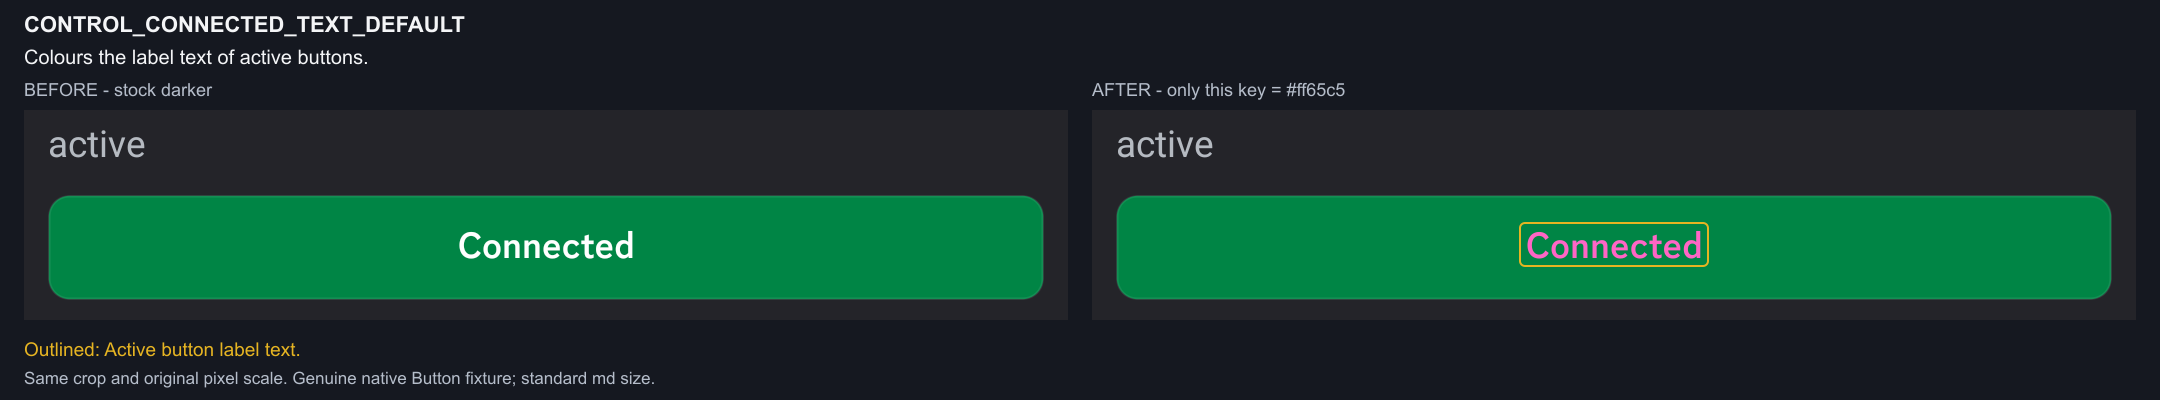 CONTROL_CONNECTED_TEXT_DEFAULT
Colours the label text of active buttons.
BEFORE - stock darker
AFTER - only this key = #ff65c5
active
active
Connected
Connected
Outlined: Active button label text.
Same crop and original pixel scale. Genuine native Button fixture; standard md size.